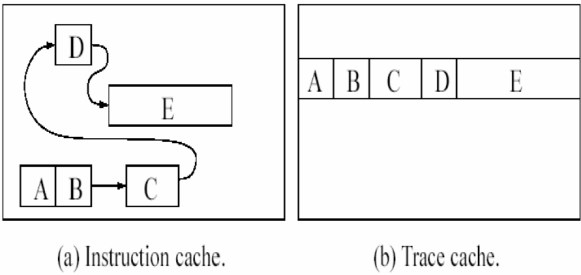 D
E
A B C
A B C D E
(a) Instruction cache.
(b) Trace cache.